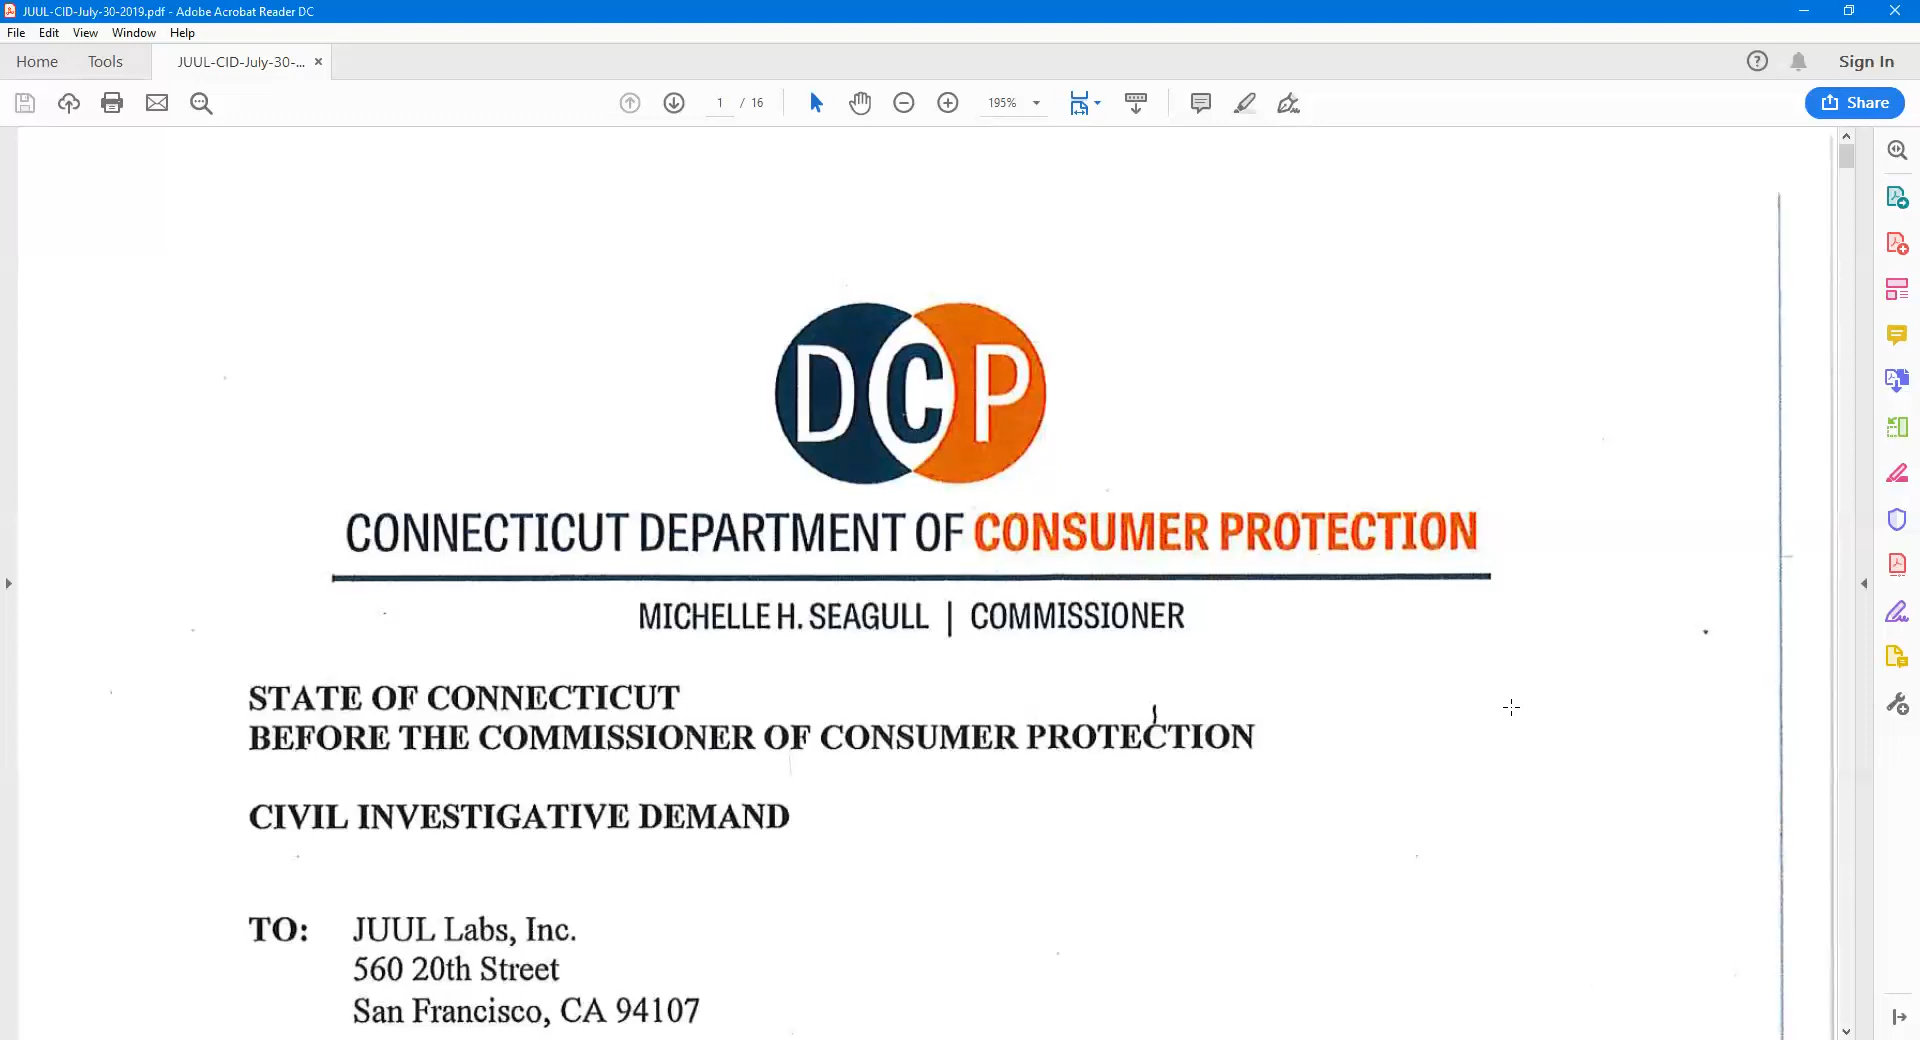 JUUL-CID-July-30-2019.pdf - Adobe Acrobat Reader DC
File Edit View Window Help
Home Tools JUUL-CID-July-30-... × Sign In
1 / 16 195% Share
DCP
CONNECTICUT DEPARTMENT OF CONSUMER PROTECTION
MICHELLE H. SEAGULL | COMMISSIONER
STATE OF CONNECTICUT
BEFORE THE COMMISSIONER OF CONSUMER PROTECTION
CIVIL INVESTIGATIVE DEMAND
TO: JUUL Labs, Inc.
560 20th Street
San Francisco, CA 94107